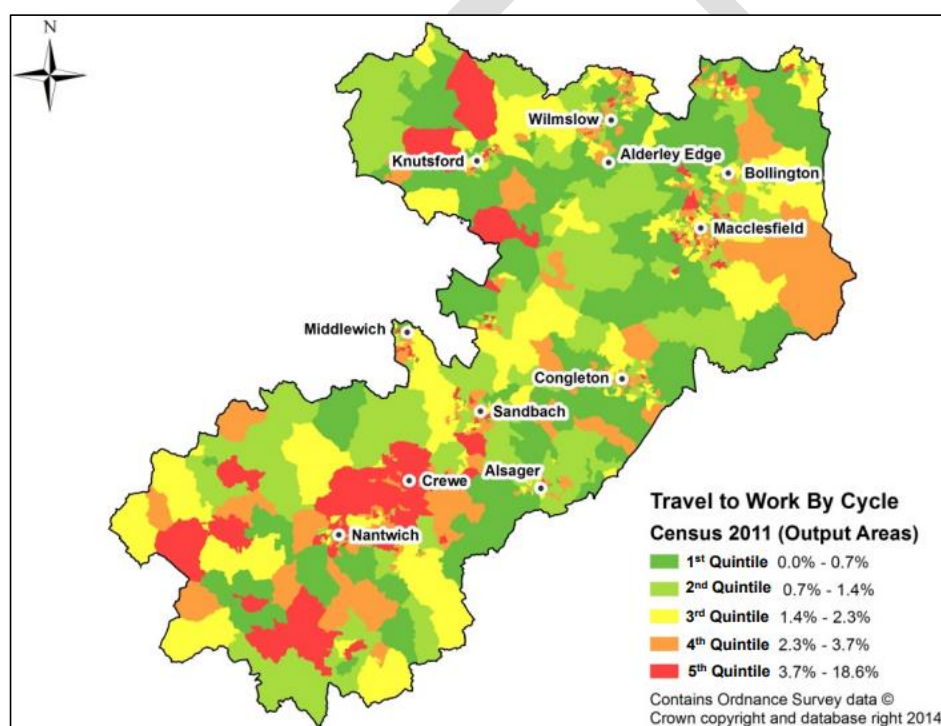 N
Wilmslow
Knutsford
Alderley Edge
Bollington
Macclesfield
Middlewich
Congleton
Sandbach
Crewe
Alsager
Nantwich
Travel to Work By Cycle
Census 2011 (Output Areas)
1st Quintile 0.0% - 0.7%
2nd Quintile 0.7% - 1.4%
3rd Quintile 1.4% - 2.3%
4th Quintile 2.3% - 3.7%
5th Quintile 3.7% - 18.6%
Contains Ordnance Survey data ©
Crown copyright and database right 2014